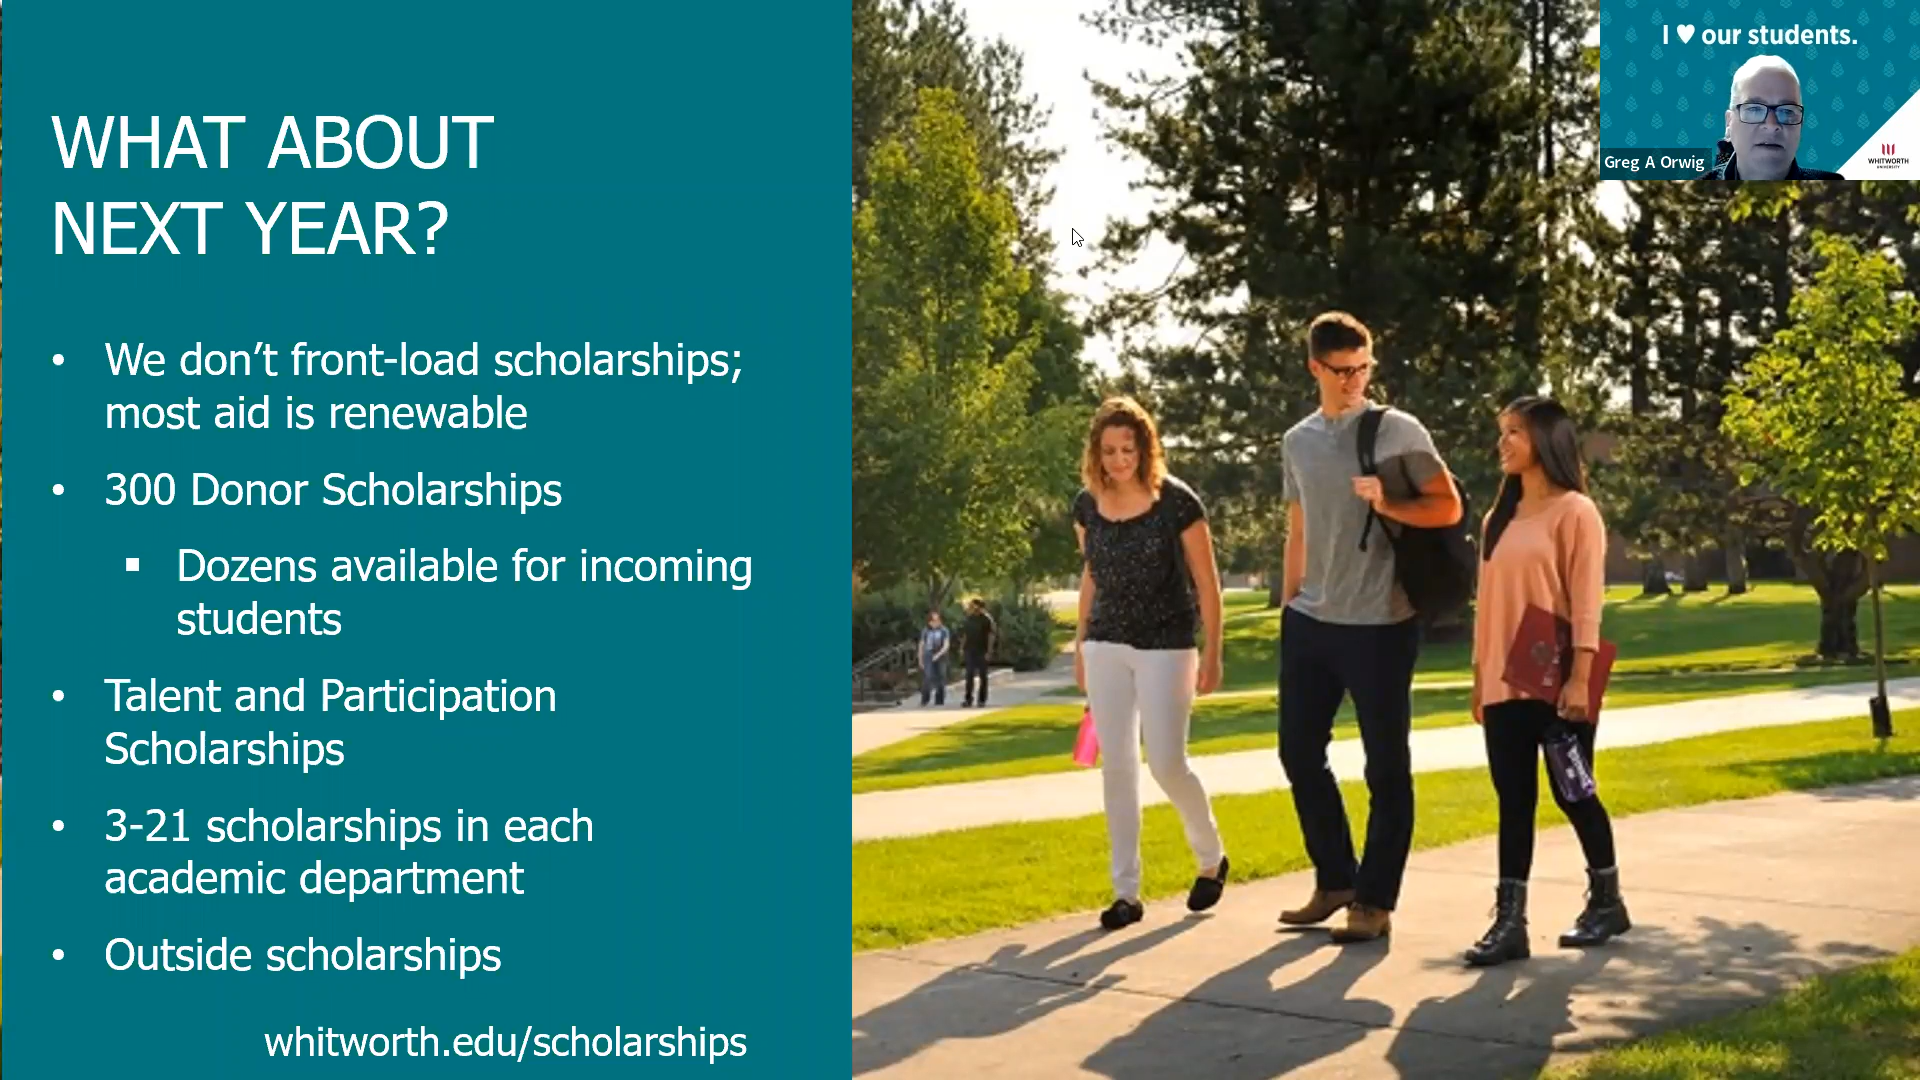 WHAT ABOUT
NEXT YEAR?
• We don’t front-load scholarships;
most aid is renewable
• 300 Donor Scholarships
▪ Dozens available for incoming
students
• Talent and Participation
Scholarships
• 3-21 scholarships in each
academic department
• Outside scholarships
whitworth.edu/scholarships
I ♥ our students.
Greg A Orwig
WHITWORTH
UNIVERSITY